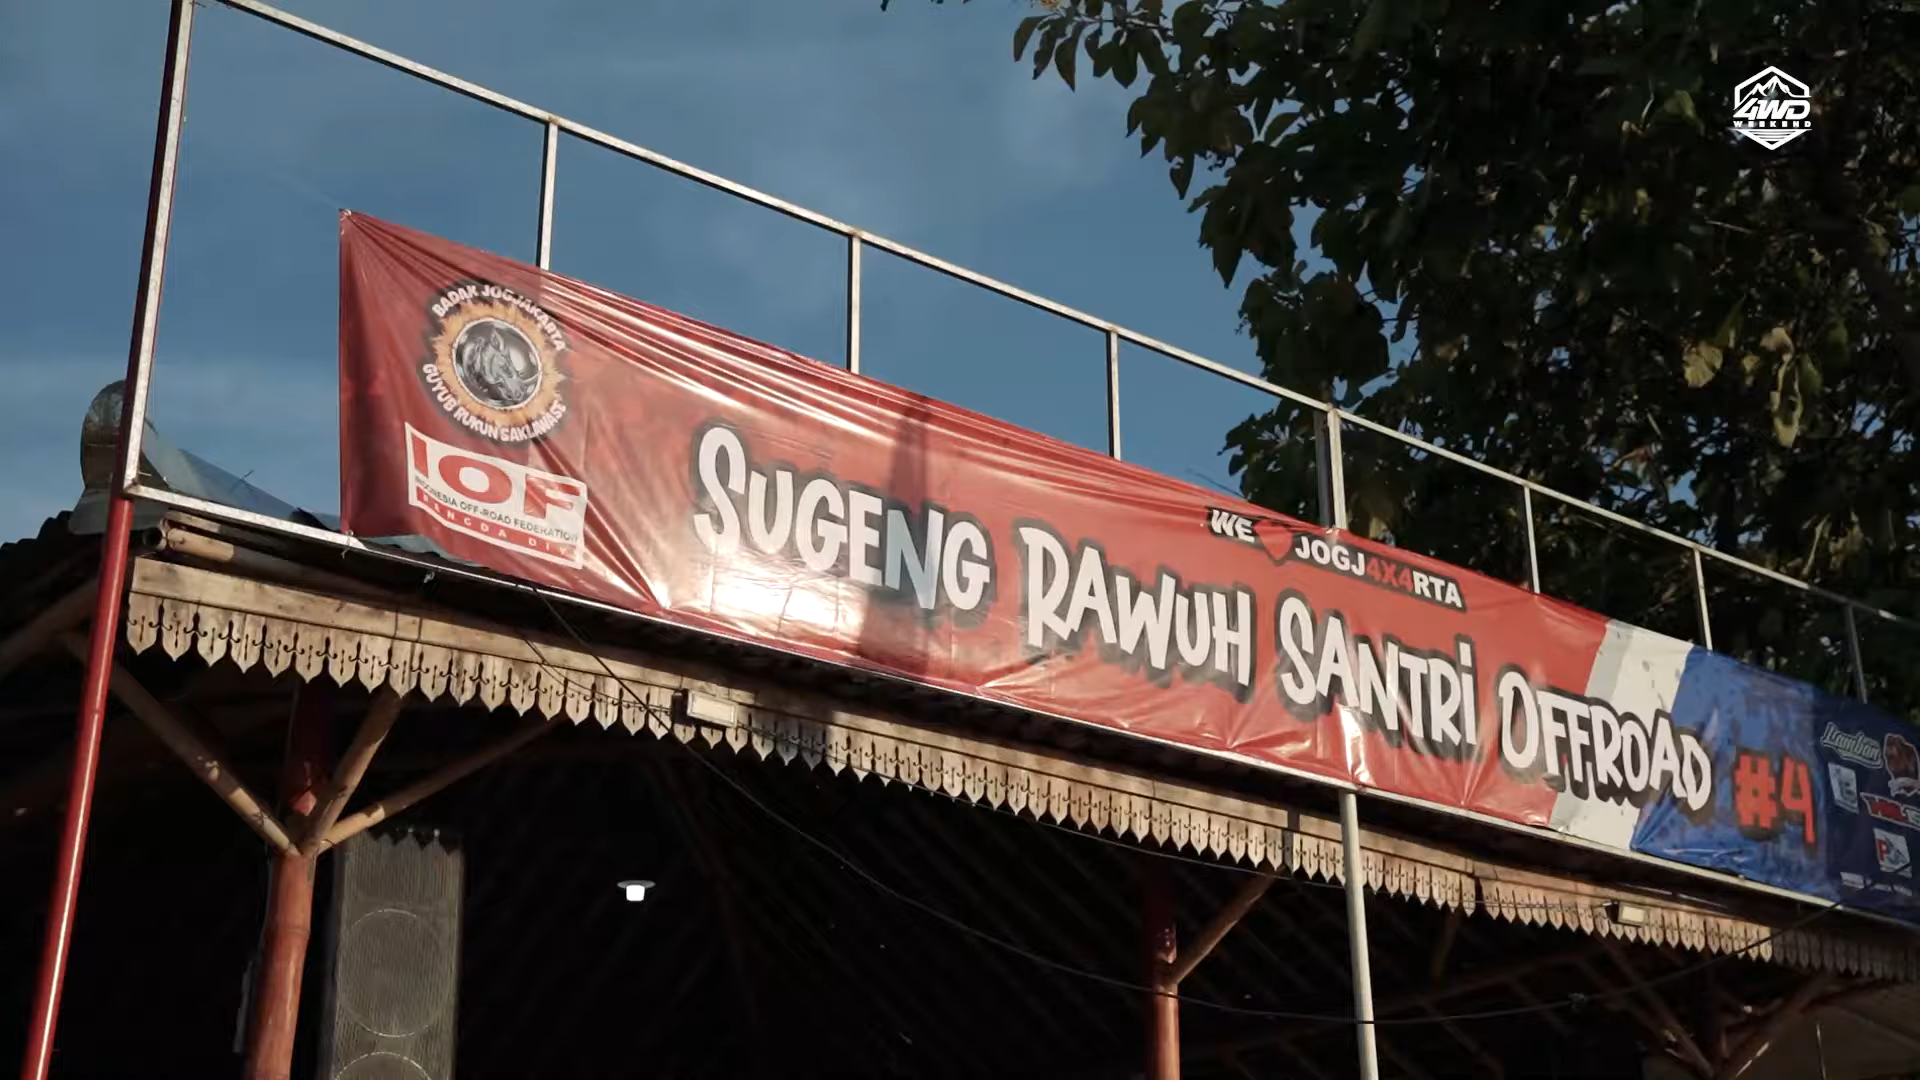 4WD
WEEKEND
BADAK JOGJAKARTA
GUYUB RUKUN SAKLAWASE
IOF
INDONESIA OFF-ROAD FEDERATION
PENGDA DIY
WE JOGJ4X4RTA
SUGENG RAWUH SANTRI OFFROAD #4